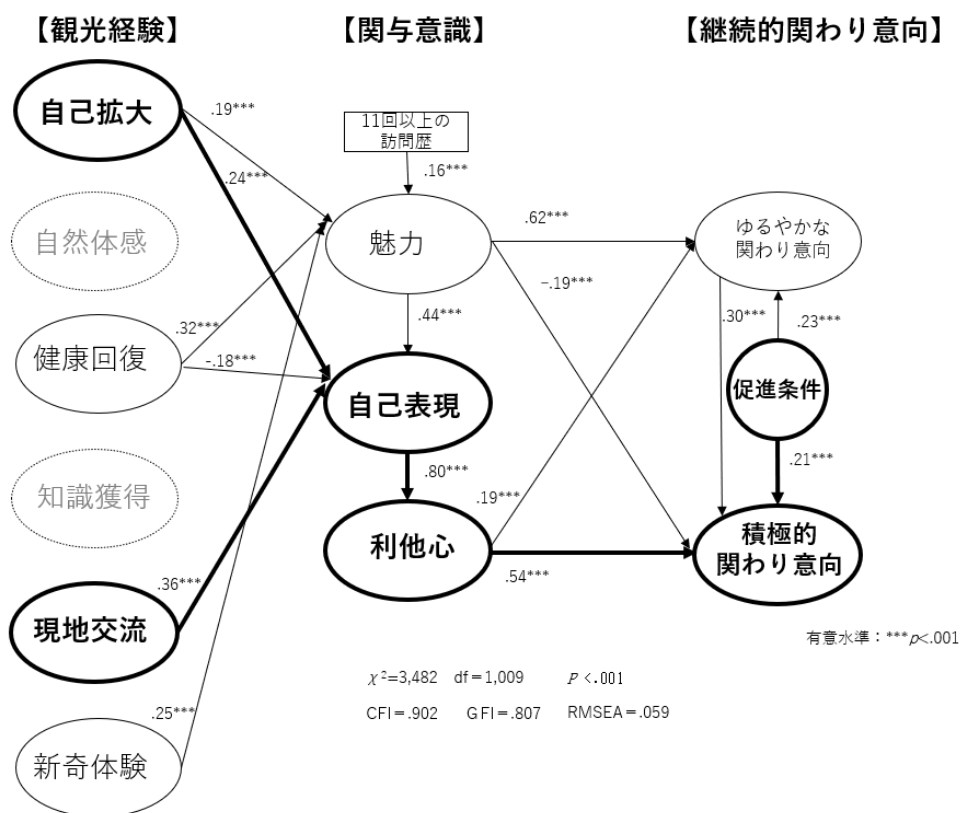 【観光経験】
【関与意識】
【継続的関わり意向】
自己拡大
.19***
11回以上の
訪問歴
.24***
.16***
自然体感
魅力
.62***
ゆるやかな
関わり意向
−.19***
.44***
.30***
.23***
健康回復
.32***
-.18***
自己表現
促進条件
.80***
.21***
知識獲得
.19***
利他心
積極的
関わり意向
.54***
.36***
現地交流
有意水準：***p<.001
χ²=3,482 df=1,009 P <.001
CFI=.902 GFI=.807 RMSEA=.059
.25***
新奇体験